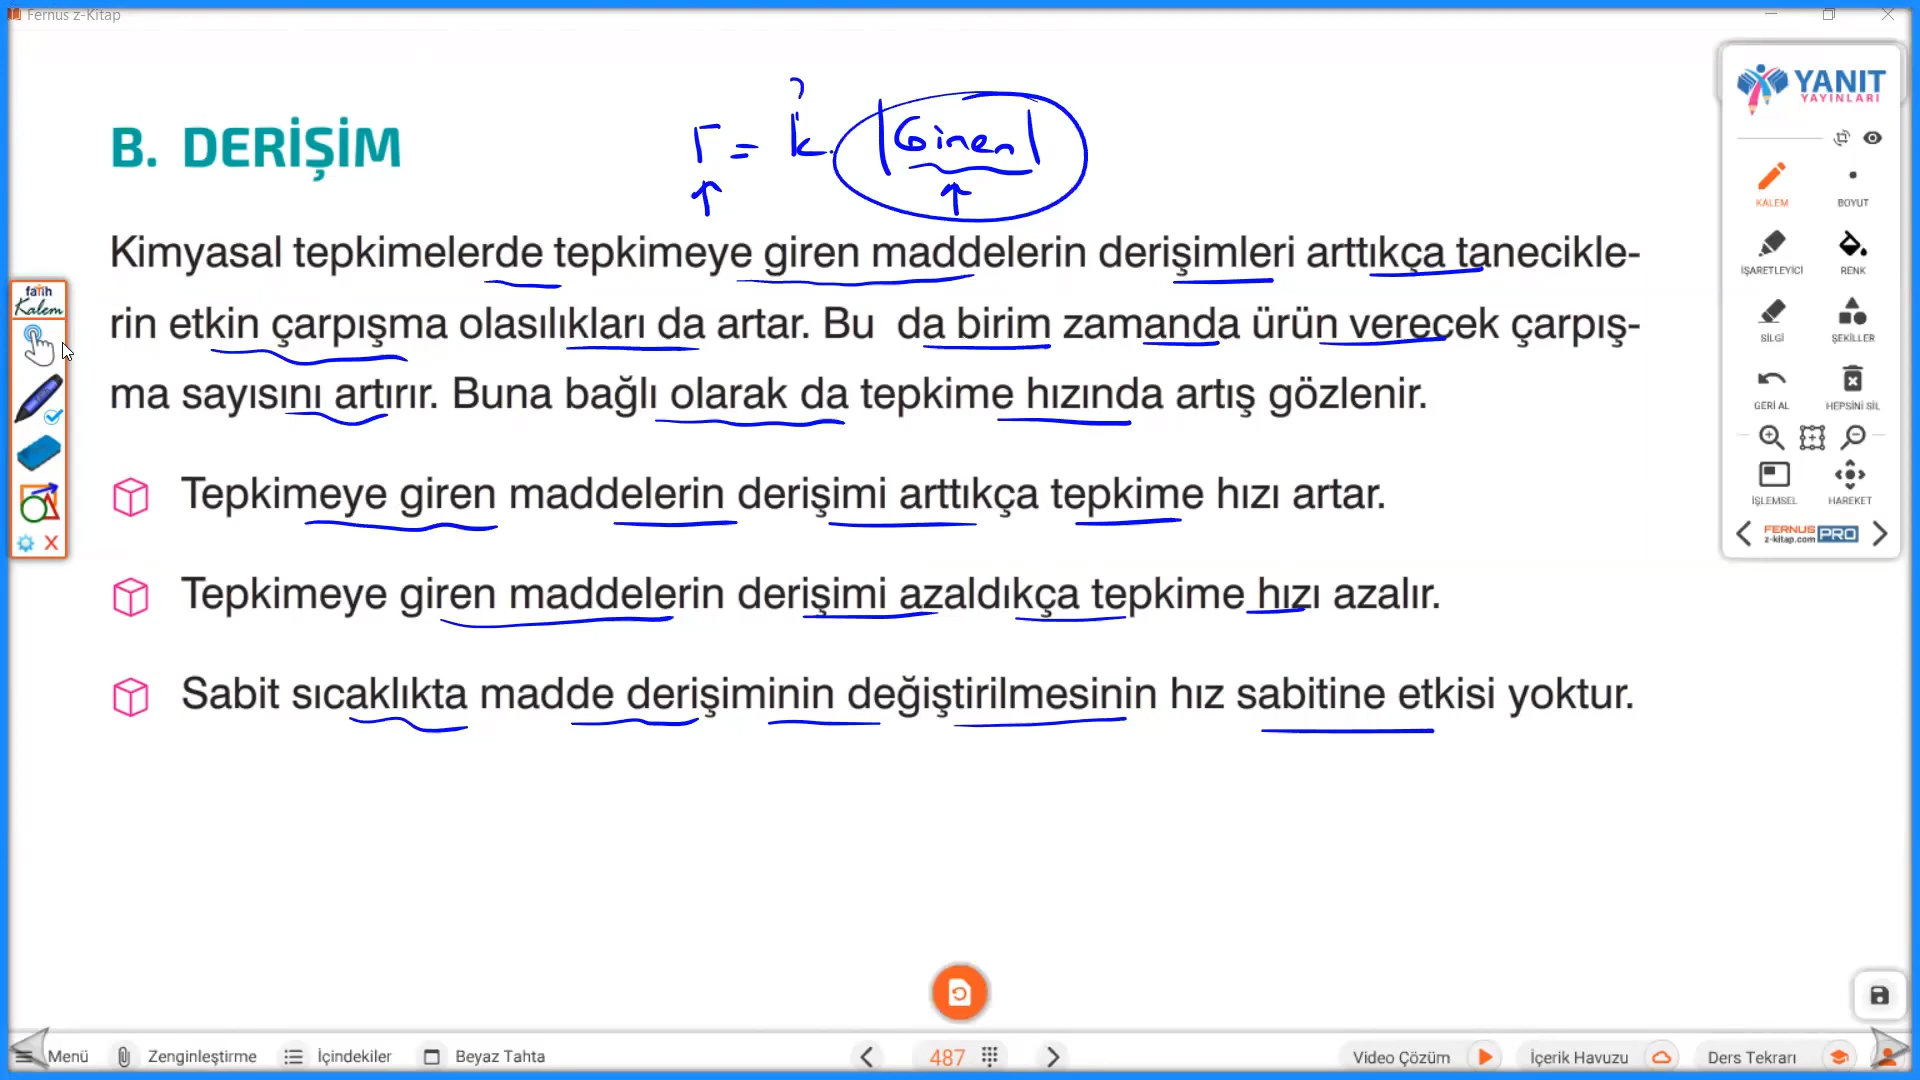 Fernus z-Kitap
YANIT
YAYINLARI
r = k. |Giren|
B. DERİŞİM
Kimyasal tepkimelerde tepkimeye giren maddelerin derişimleri arttıkça tanecikle-
rin etkin çarpışma olasılıkları da artar. Bu da birim zamanda ürün verecek çarpış-
ma sayısını artırır. Buna bağlı olarak da tepkime hızında artış gözlenir.
Tepkimeye giren maddelerin derişimi arttıkça tepkime hızı artar.
Tepkimeye giren maddelerin derişimi azaldıkça tepkime hızı azalır.
Sabit sıcaklıkta madde derişiminin değiştirilmesinin hız sabitine etkisi yoktur.
fatih
Kalem
KALEM
BOYUT
İŞARETLEYİCİ
RENK
SİLGİ
ŞEKİLLER
GERİ AL
HEPSİNİ SİL
İŞLEMSEL
HAREKET
FERNUS
z-kitap.com PRO
Menü
Zenginleştirme
İçindekiler
Beyaz Tahta
487
Video Çözüm
İçerik Havuzu
Ders Tekrarı